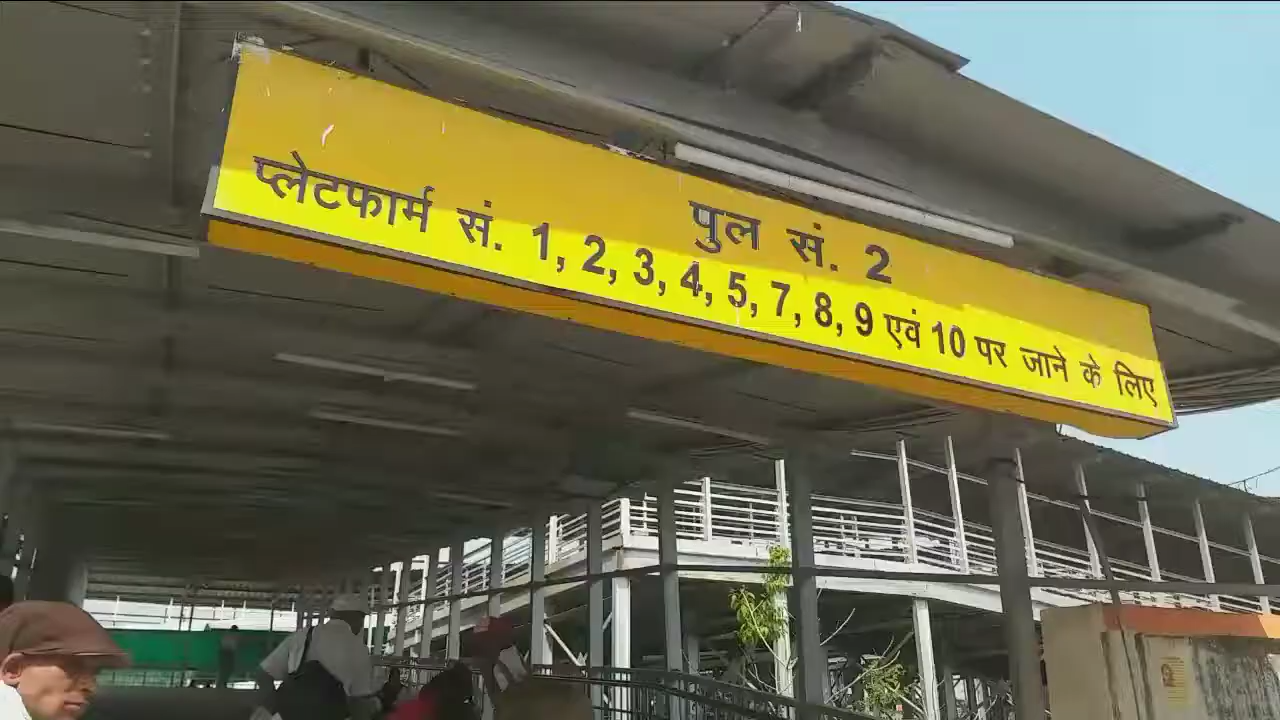 पुल सं. 2
प्लेटफार्म सं. 1, 2, 3, 4, 5, 7, 8, 9 एवं 10 पर जाने के लिए